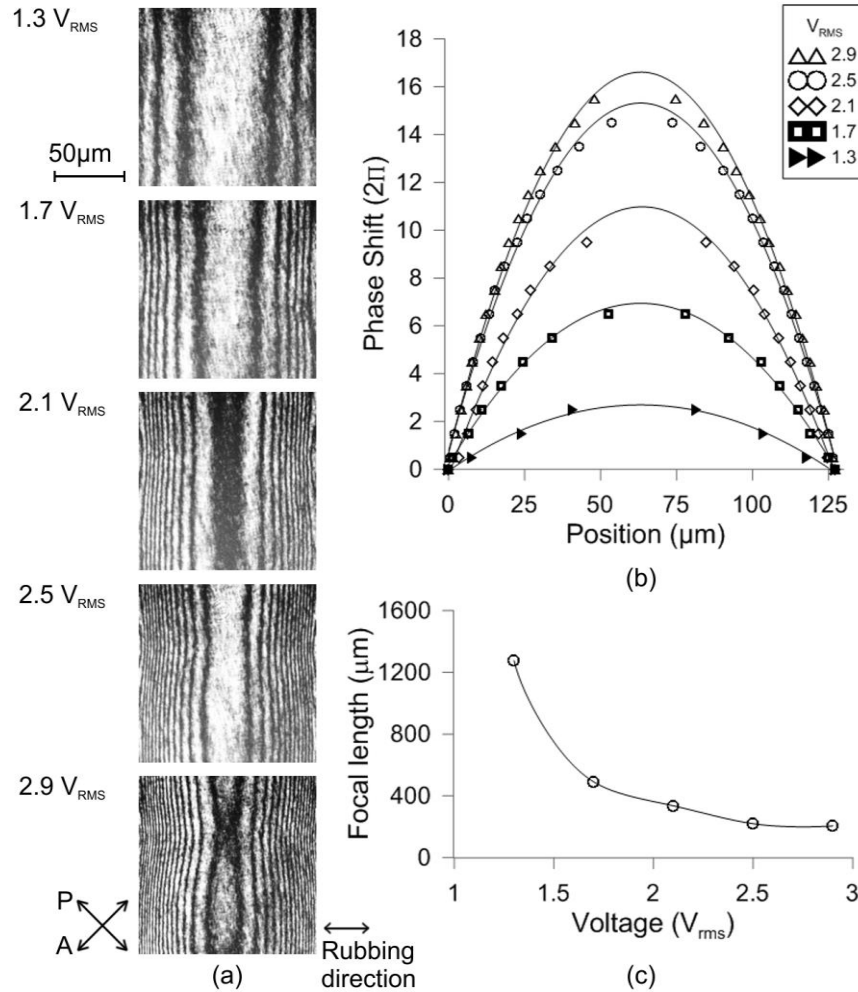 1.3 V_RMS
50µm
1.7 V_RMS
2.1 V_RMS
2.5 V_RMS
2.9 V_RMS
P
A
Rubbing
direction
(a)
V_RMS
2.9
2.5
2.1
1.7
1.3
Phase Shift (2Π)
18
16
14
12
10
8
6
4
2
0
0 25 50 75 100 125
Position (µm)
(b)
Focal length (µm)
1600
1200
800
400
0
1 1.5 2 2.5 3
Voltage (V_rms)
(c)